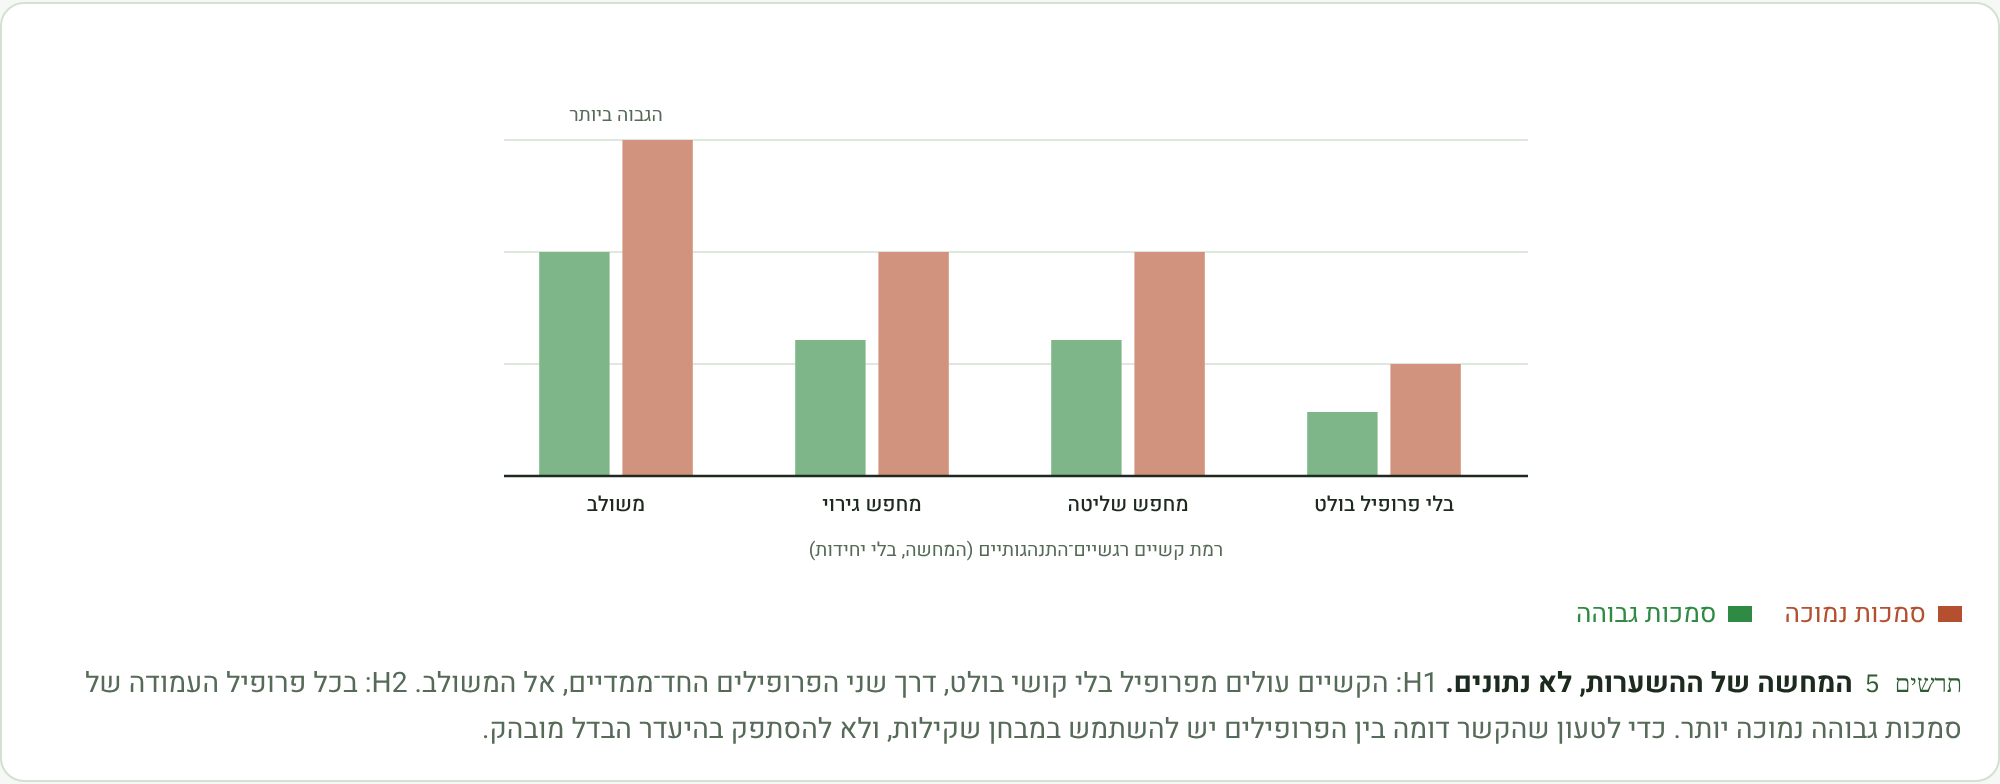 הגבוה ביותר
בלי פרופיל בולט
מחפש שליטה
מחפש גירוי
משולב
רמת קשיים רגשיים־התנהגותיים (המחשה, בלי יחידות)
סמכות נמוכה
סמכות גבוהה
תרשים 5 המחשה של ההשערות, לא נתונים. H1: הקשיים עולים מפרופיל בלי קושי בולט, דרך שני הפרופילים החד־ממדיים, אל המשולב. H2: בכל פרופיל העמודה של
סמכות גבוהה נמוכה יותר. כדי לטעון שהקשר דומה בין הפרופילים יש להשתמש במבחן שקילות, ולא להסתפק בהיעדר הבדל מובהק.